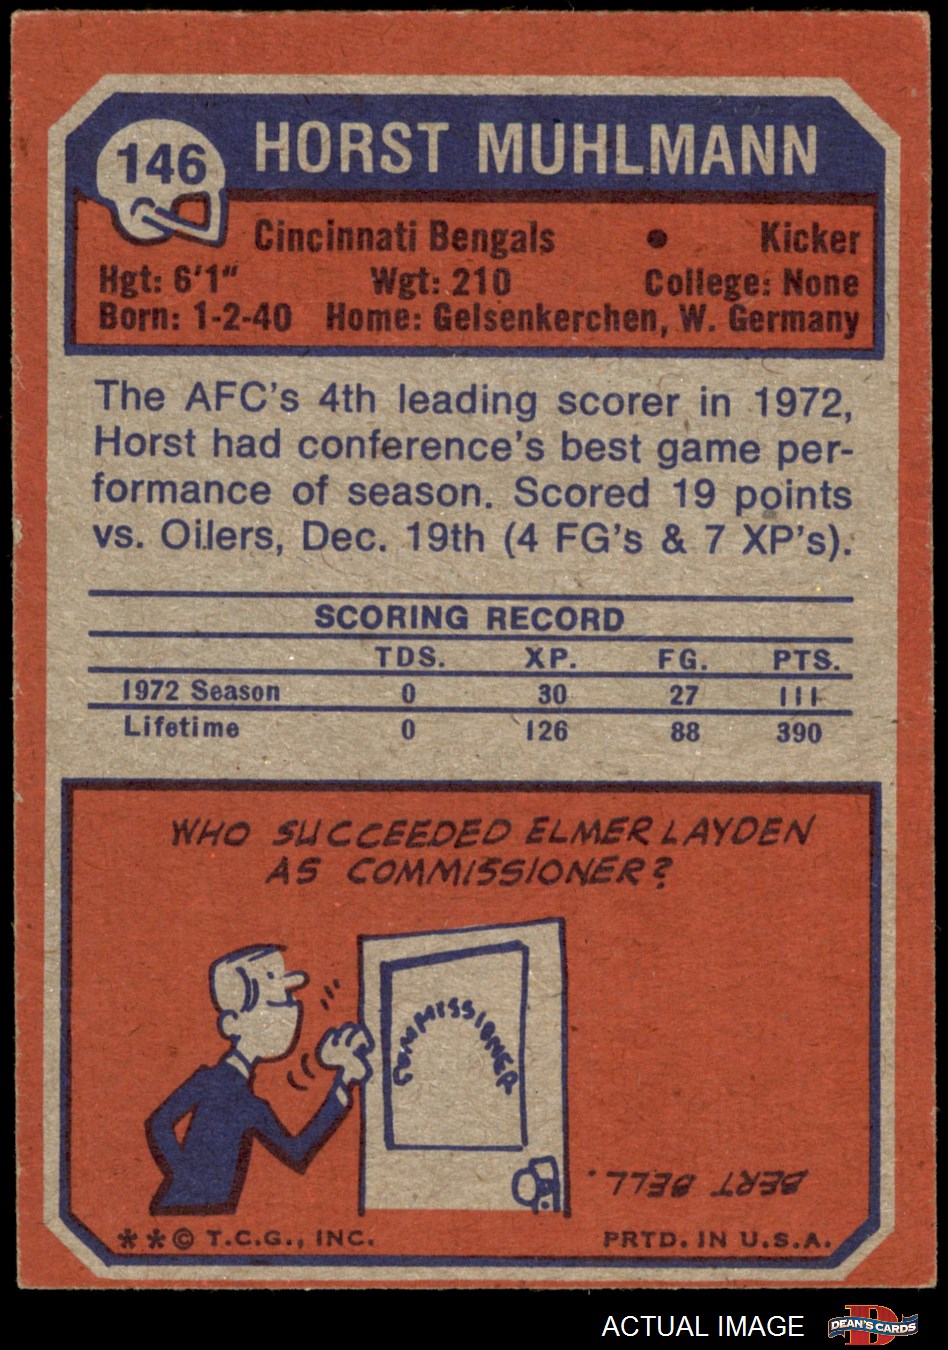 146
HORST MUHLMANN
Cincinnati Bengals • Kicker
Hgt: 6'1" Wgt: 210 College: None
Born: 1-2-40 Home: Gelsenkerchen, W. Germany
The AFC's 4th leading scorer in 1972,
Horst had conference's best game per-
formance of season. Scored 19 points
vs. Oilers, Dec. 19th (4 FG's & 7 XP's).
SCORING RECORD
TDS. XP. FG. PTS.
1972 Season 0 30 27 111
Lifetime 0 126 88 390
WHO SUCCEEDED ELMER LAYDEN
AS COMMISSIONER?
COMMISSIONER
BERT BELL.
**© T.C.G., INC. PRTD. IN U.S.A.
ACTUAL IMAGE
D
DEAN'S CARDS